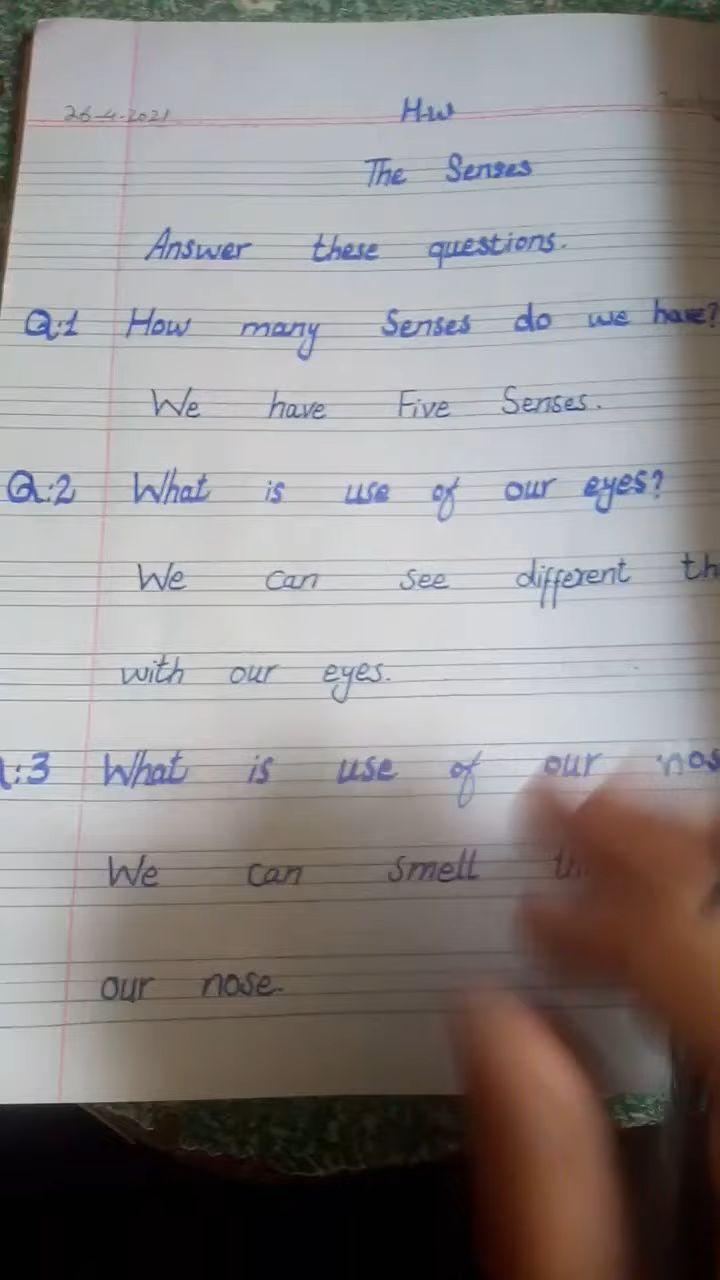 26-4-2021
H.w
The Senses
Answer these questions.
Q:1 How many Senses do we have?
We have Five Senses.
Q:2 What is use of our eyes?
We can see different
with our eyes.
:3 What is use of our
We can smell
our nose.